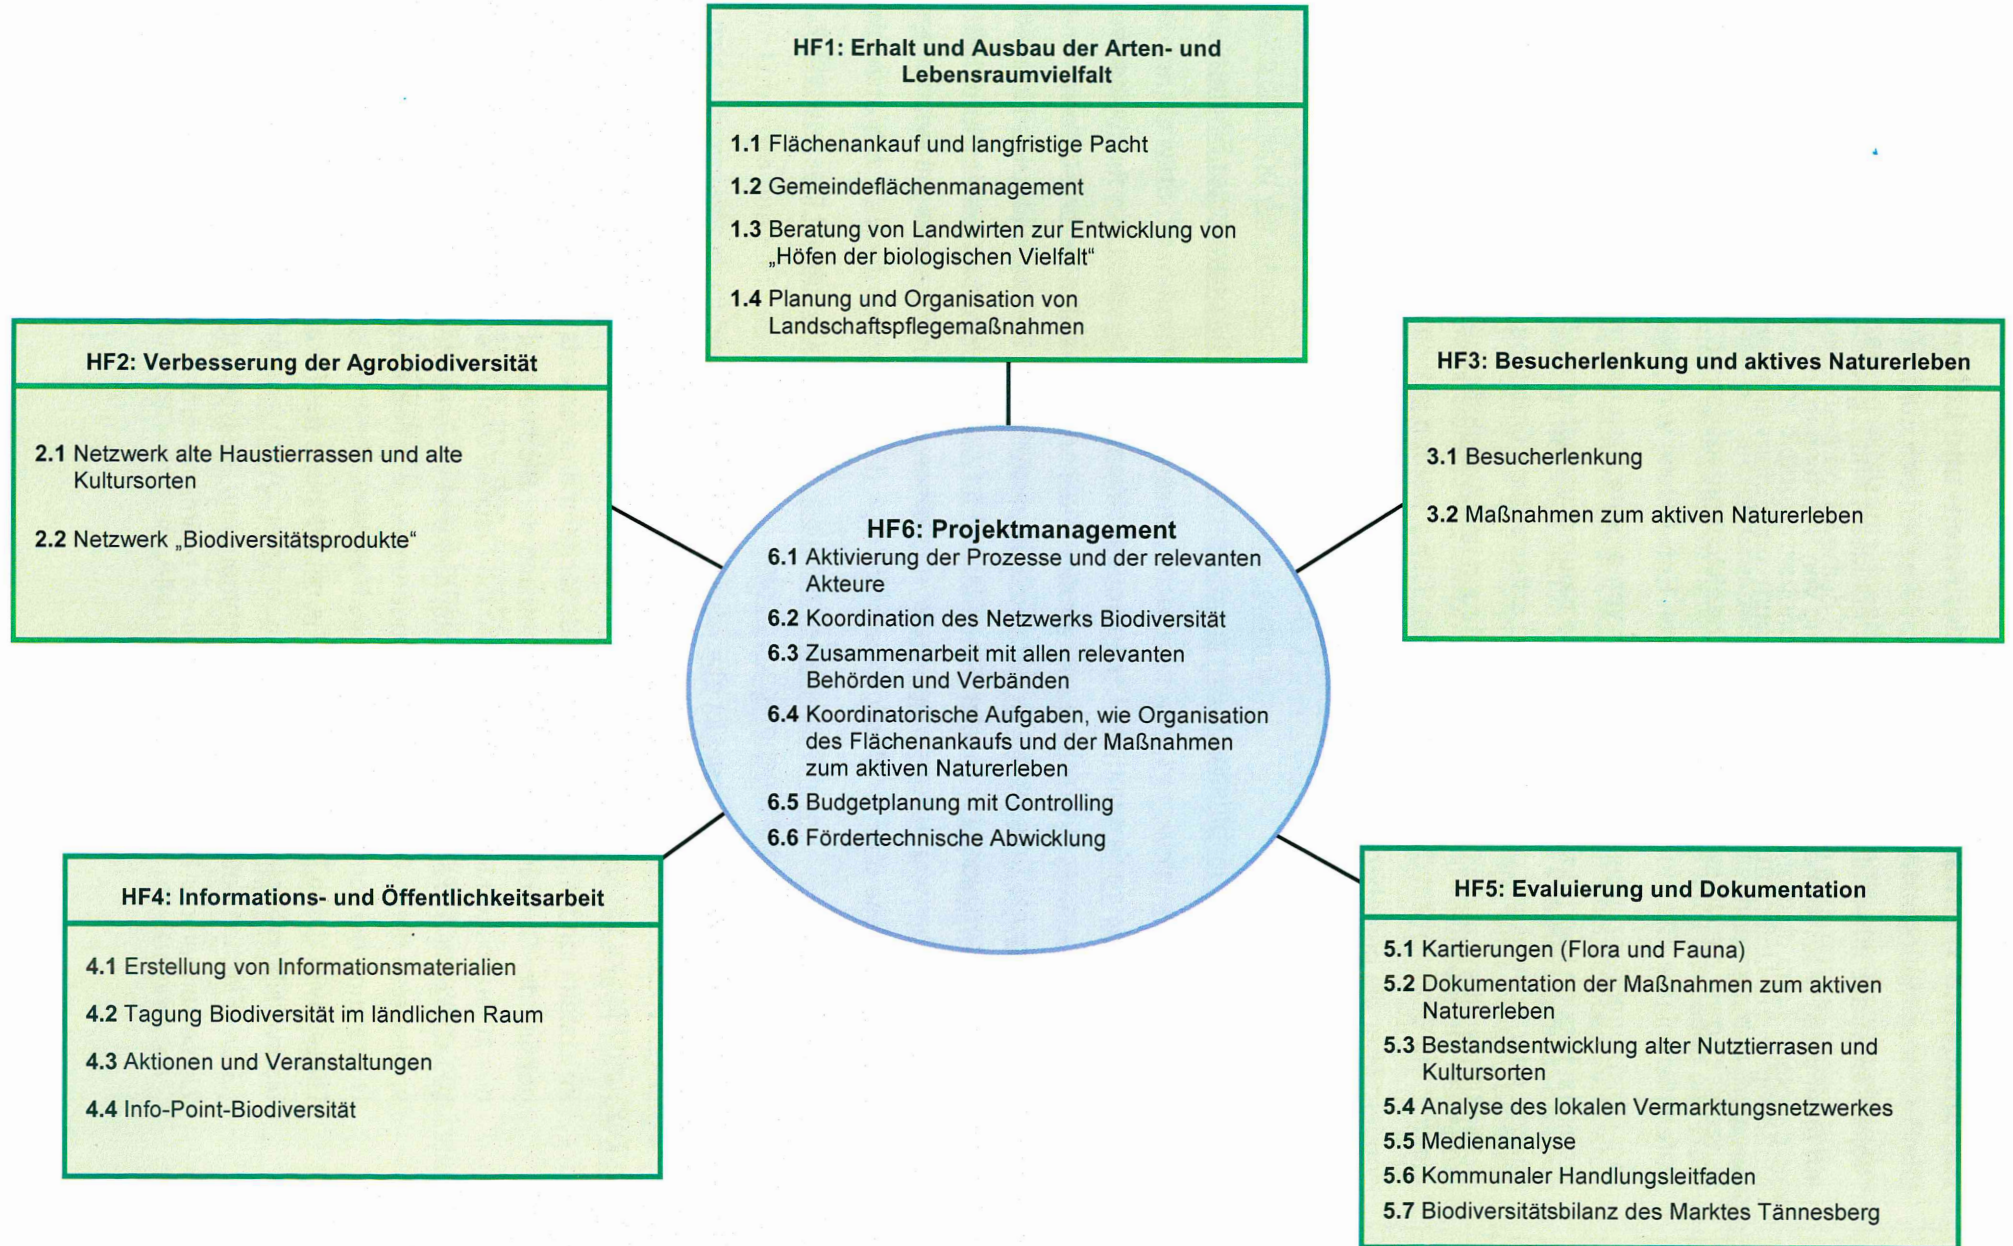 HF1: Erhalt und Ausbau der Arten- und
Lebensraumvielfalt
1.1 Flächenankauf und langfristige Pacht
1.2 Gemeindeflächenmanagement
1.3 Beratung von Landwirten zur Entwicklung von
„Höfen der biologischen Vielfalt“
1.4 Planung und Organisation von
Landschaftspflegemaßnahmen
HF2: Verbesserung der Agrobiodiversität
2.1 Netzwerk alte Haustierrassen und alte
Kultursorten
2.2 Netzwerk „Biodiversitätsprodukte“
HF3: Besucherlenkung und aktives Naturerleben
3.1 Besucherlenkung
3.2 Maßnahmen zum aktiven Naturerleben
HF6: Projektmanagement
6.1 Aktivierung der Prozesse und der relevanten
Akteure
6.2 Koordination des Netzwerks Biodiversität
6.3 Zusammenarbeit mit allen relevanten
Behörden und Verbänden
6.4 Koordinatorische Aufgaben, wie Organisation
des Flächenankaufs und der Maßnahmen
zum aktiven Naturerleben
6.5 Budgetplanung mit Controlling
6.6 Fördertechnische Abwicklung
HF4: Informations- und Öffentlichkeitsarbeit
4.1 Erstellung von Informationsmaterialien
4.2 Tagung Biodiversität im ländlichen Raum
4.3 Aktionen und Veranstaltungen
4.4 Info-Point-Biodiversität
HF5: Evaluierung und Dokumentation
5.1 Kartierungen (Flora und Fauna)
5.2 Dokumentation der Maßnahmen zum aktiven
Naturerleben
5.3 Bestandsentwicklung alter Nutztierrasen und
Kultursorten
5.4 Analyse des lokalen Vermarktungsnetzwerkes
5.5 Medienanalyse
5.6 Kommunaler Handlungsleitfaden
5.7 Biodiversitätsbilanz des Marktes Tännesberg